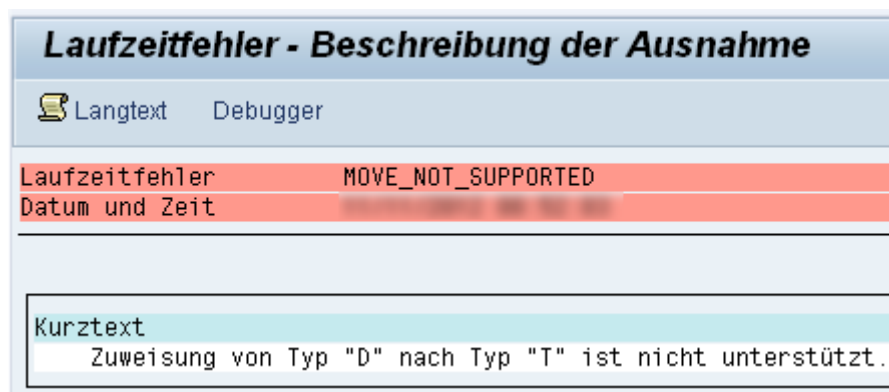 Laufzeitfehler - Beschreibung der Ausnahme
Langtext Debugger
Laufzeitfehler MOVE_NOT_SUPPORTED
Datum und Zeit
Kurztext
Zuweisung von Typ "D" nach Typ "T" ist nicht unterstützt.